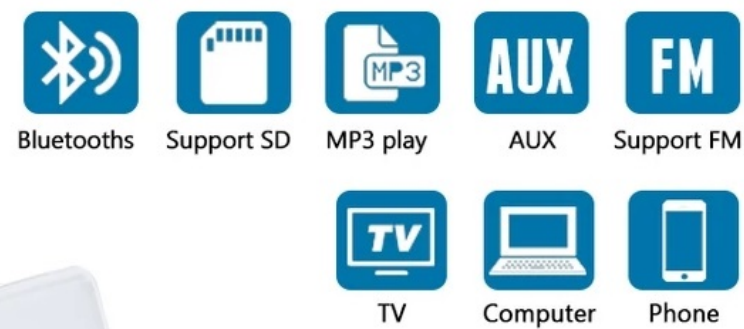 MP3
AUX
FM
Bluetooths
Support SD
MP3 play
AUX
Support FM
TV
TV
Computer
Phone